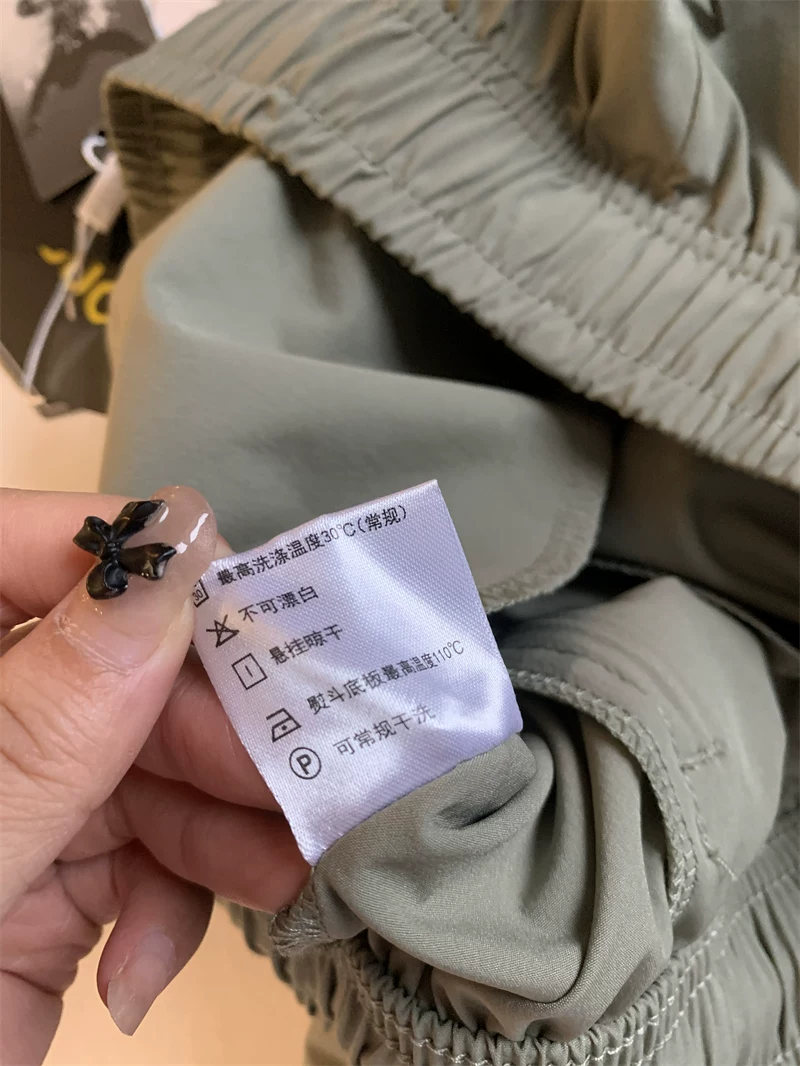 最高洗涤温度30℃(常规)
不可漂白
悬挂晾干
熨斗底板最高温度110℃
可常规干洗
P